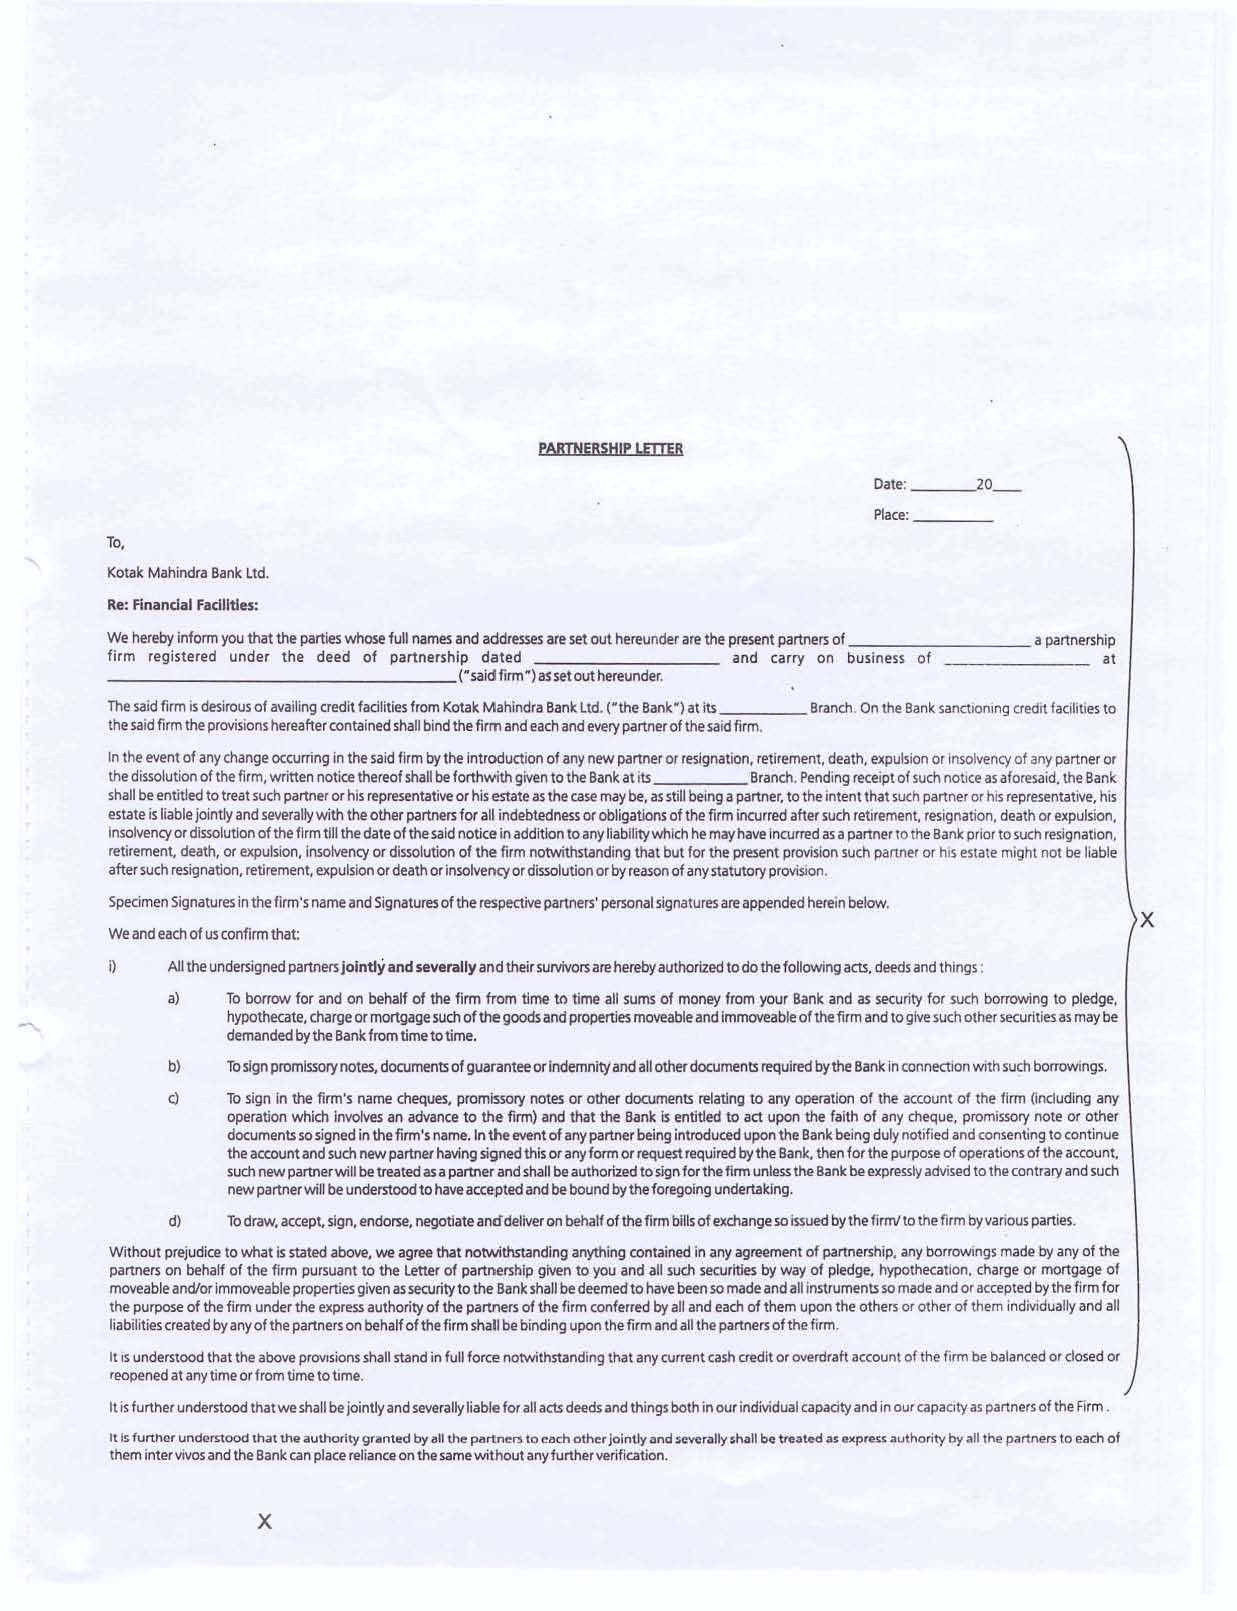 PARTNERSHIP LETTER
Date: ________20___
Place: __________
To,
Kotak Mahindra Bank Ltd.
Re: Financial Facilities:
We hereby inform you that the parties whose full names and addresses are set out hereunder are the present partners of ______________________ a partnership
firm registered under the deed of partnership dated ____________________ and carry on business of ________________ at
__________________________________________ ("said firm") as set out hereunder.
The said firm is desirous of availing credit facilities from Kotak Mahindra Bank Ltd. ("the Bank") at its __________ Branch. On the Bank sanctioning credit facilities to
the said firm the provisions hereafter contained shall bind the firm and each and every partner of the said firm.
In the event of any change occurring in the said firm by the introduction of any new partner or resignation, retirement, death, expulsion or insolvency of any partner or
the dissolution of the firm, written notice thereof shall be forthwith given to the Bank at its ___________ Branch. Pending receipt of such notice as aforesaid, the Bank
shall be entitled to treat such partner or his representative or his estate as the case may be, as still being a partner, to the intent that such partner or his representative, his
estate is liable jointly and severally with the other partners for all indebtedness or obligations of the firm incurred after such retirement, resignation, death or expulsion,
insolvency or dissolution of the firm till the date of the said notice in addition to any liability which he may have incurred as a partner to the Bank prior to such resignation,
retirement, death, or expulsion, insolvency or dissolution of the firm notwithstanding that but for the present provision such partner or his estate might not be liable
after such resignation, retirement, expulsion or death or insolvency or dissolution or by reason of any statutory provision.
Specimen Signatures in the firm's name and Signatures of the respective partners' personal signatures are appended herein below.
X
We and each of us confirm that:
i) All the undersigned partners jointly and severally and their survivors are hereby authorized to do the following acts, deeds and things :
a) To borrow for and on behalf of the firm from time to time all sums of money from your Bank and as security for such borrowing to pledge,
hypothecate, charge or mortgage such of the goods and properties moveable and immoveable of the firm and to give such other securities as may be
demanded by the Bank from time to time.
b) To sign promissory notes, documents of guarantee or indemnity and all other documents required by the Bank in connection with such borrowings.
c) To sign in the firm's name cheques, promissory notes or other documents relating to any operation of the account of the firm (including any
operation which involves an advance to the firm) and that the Bank is entitled to act upon the faith of any cheque, promissory note or other
documents so signed in the firm's name. In the event of any partner being introduced upon the Bank being duly notified and consenting to continue
the account and such new partner having signed this or any form or request required by the Bank, then for the purpose of operations of the account,
such new partner will be treated as a partner and shall be authorized to sign for the firm unless the Bank be expressly advised to the contrary and such
new partner will be understood to have accepted and be bound by the foregoing undertaking.
d) To draw, accept, sign, endorse, negotiate and deliver on behalf of the firm bills of exchange so issued by the firm/ to the firm by various parties.
Without prejudice to what is stated above, we agree that notwithstanding anything contained in any agreement of partnership, any borrowings made by any of the
partners on behalf of the firm pursuant to the Letter of partnership given to you and all such securities by way of pledge, hypothecation, charge or mortgage of
moveable and/or immoveable properties given as security to the Bank shall be deemed to have been so made and all instruments so made and or accepted by the firm for
the purpose of the firm under the express authority of the partners of the firm conferred by all and each of them upon the others or other of them individually and all
liabilities created by any of the partners on behalf of the firm shall be binding upon the firm and all the partners of the firm.
It is understood that the above provisions shall stand in full force notwithstanding that any current cash credit or overdraft account of the firm be balanced or closed or
reopened at any time or from time to time.
It is further understood that we shall be jointly and severally liable for all acts deeds and things both in our individual capacity and in our capacity as partners of the Firm .
It is further understood that the authority granted by all the partners to each other jointly and severally shall be treated as express authority by all the partners to each of
them inter vivos and the Bank can place reliance on the same without any further verification.
X